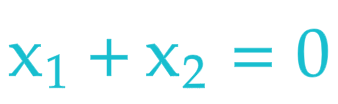 x₁ + x₂ = 0